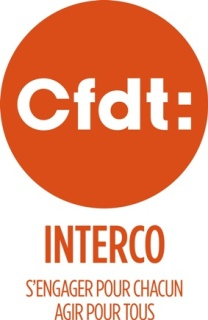 Cfdt:
INTERCO
S'ENGAGER POUR CHACUN
AGIR POUR TOUS